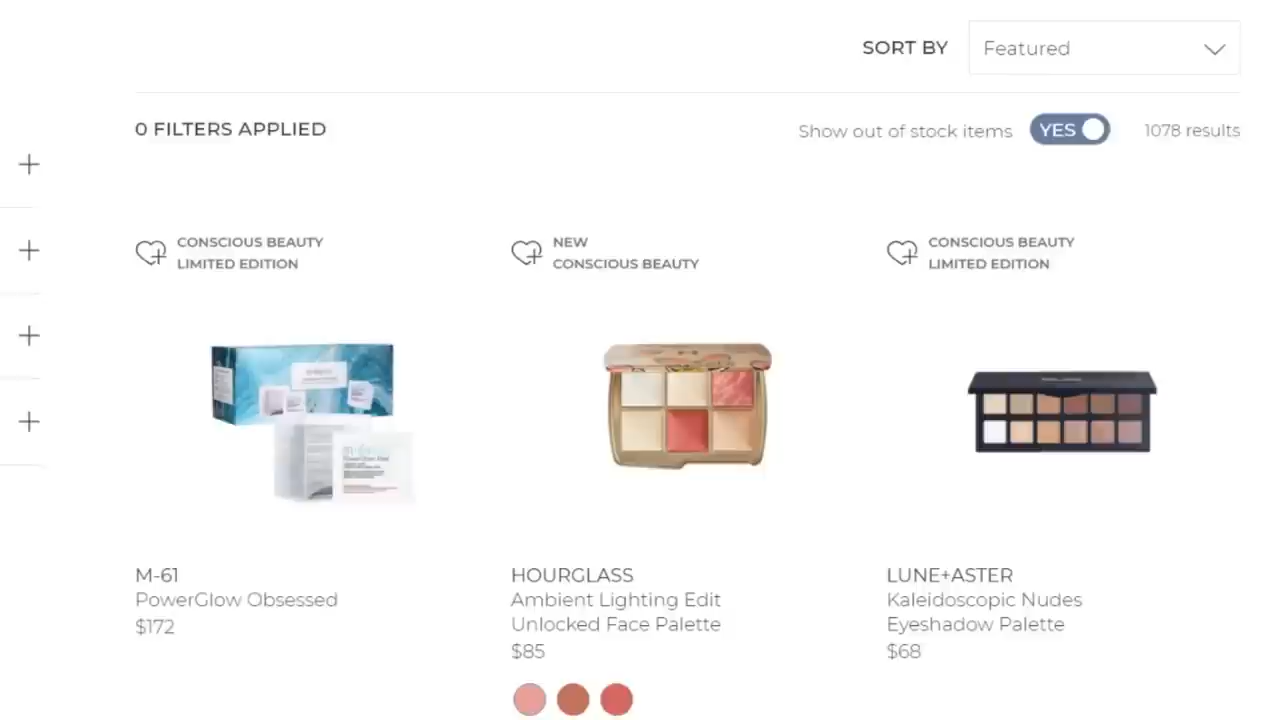 SORT BY
Featured
0 FILTERS APPLIED
Show out of stock items
YES
1078 results
CONSCIOUS BEAUTY
LIMITED EDITION
NEW
CONSCIOUS BEAUTY
CONSCIOUS BEAUTY
LIMITED EDITION
M-61
PowerGlow Obsessed
$172
HOURGLASS
Ambient Lighting Edit
Unlocked Face Palette
$85
LUNE+ASTER
Kaleidoscopic Nudes
Eyeshadow Palette
$68